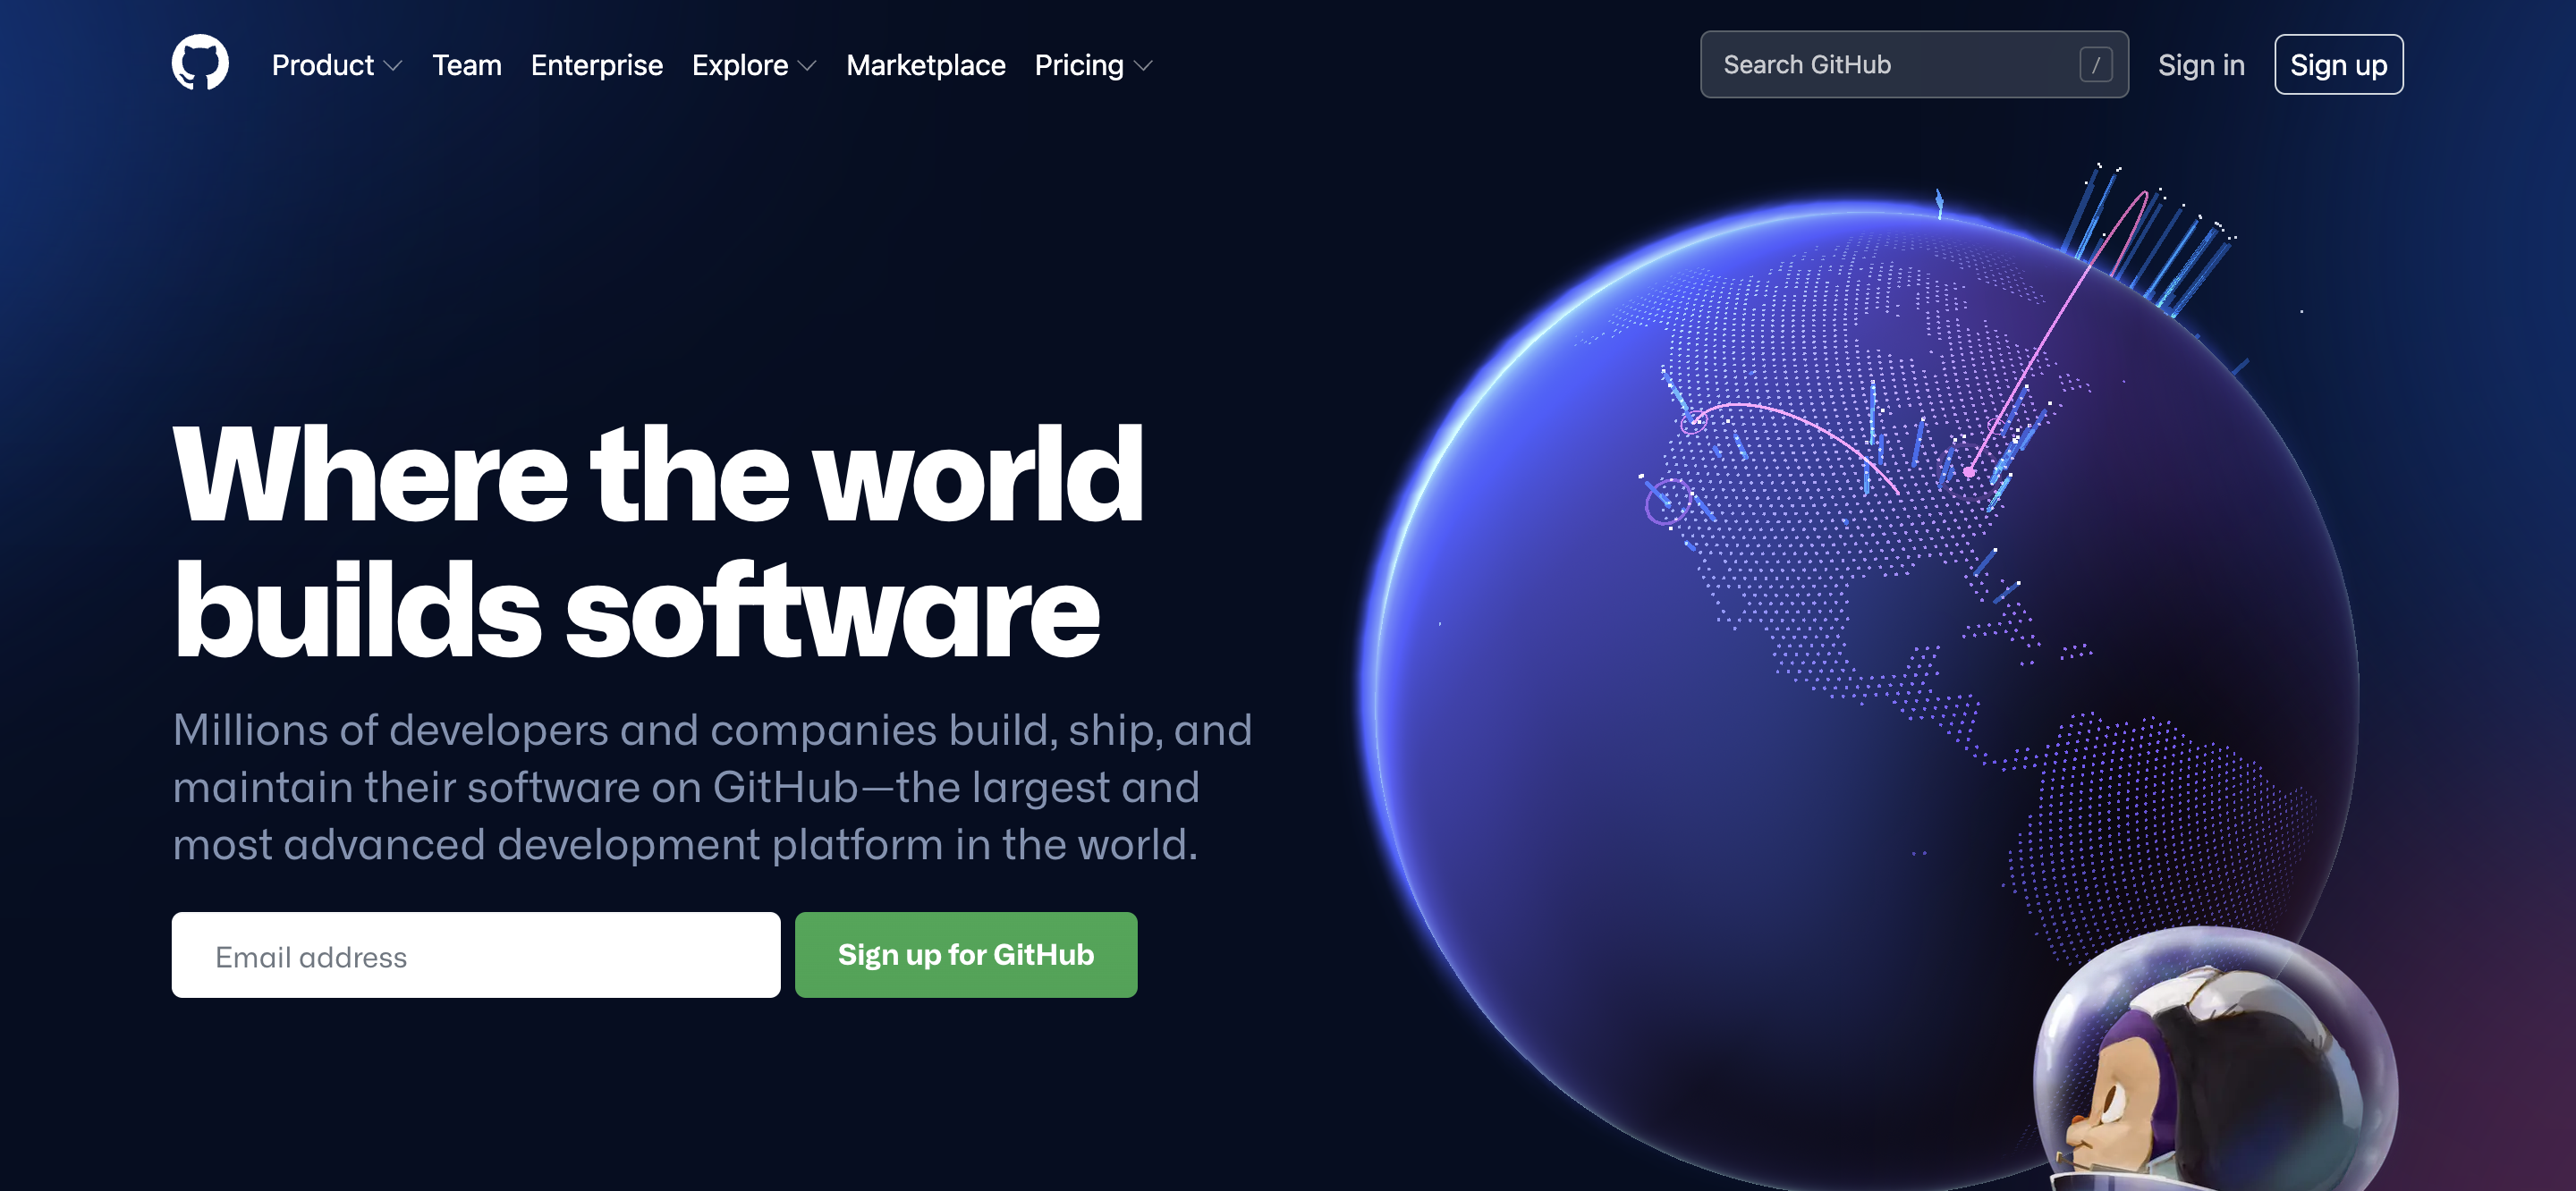 Product
Team
Enterprise
Explore
Marketplace
Pricing
Search GitHub
/
Sign in
Sign up
Where the world
builds software
Millions of developers and companies build, ship, and
maintain their software on GitHub—the largest and
most advanced development platform in the world.
Email address
Sign up for GitHub